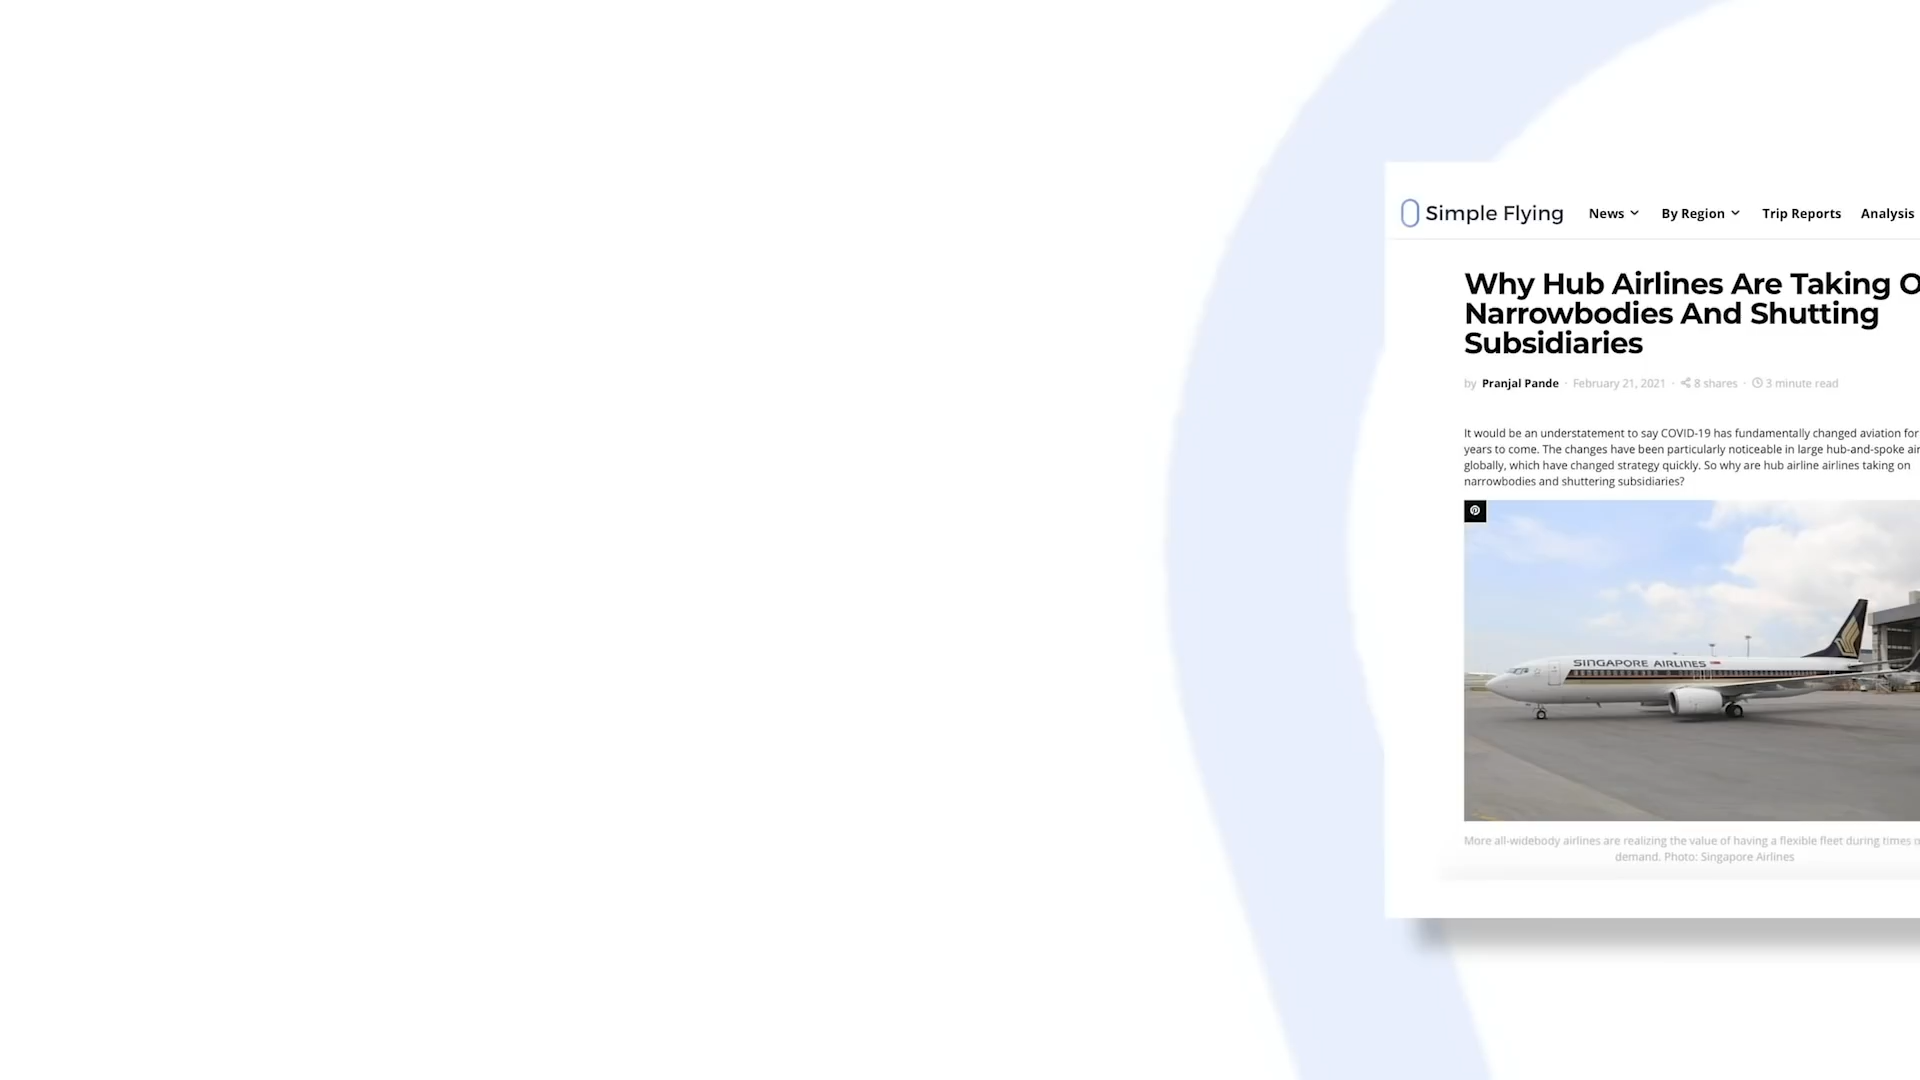 Simple Flying News By Region Trip Reports Analysis
Why Hub Airlines Are Taking
Narrowbodies And Shutting
Subsidiaries
by Pranjal Pande · February 21, 2021 · 8 shares · 3 minute read
It would be an understatement to say COVID-19 has fundamentally changed aviation for
years to come. The changes have been particularly noticeable in large hub-and-spoke
globally, which have changed strategy quickly. So why are hub airline airlines taking on
narrowbodies and shuttering subsidiaries?
SINGAPORE AIRLINES
More all-widebody airlines are realizing the value of having a flexible fleet during times
demand. Photo: Singapore Airlines